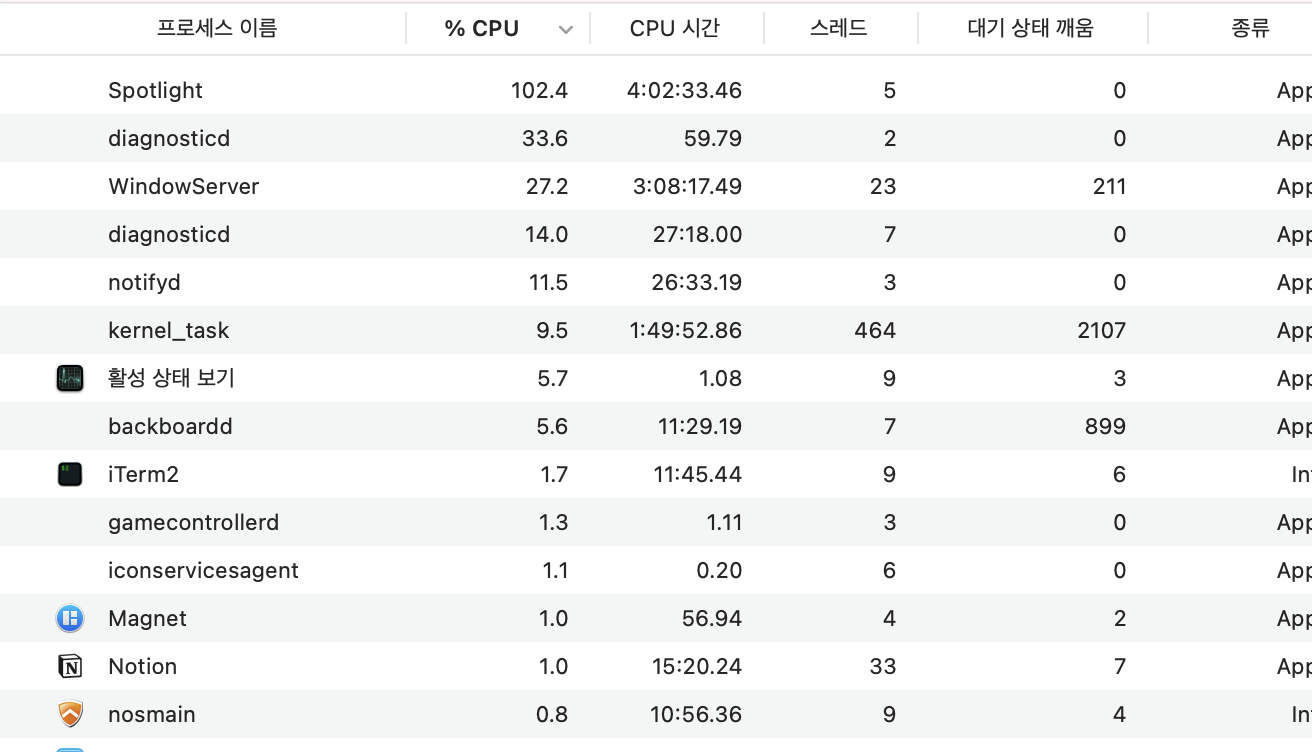 프로세스 이름 % CPU CPU 시간 스레드 대기 상태 깨움 종류
Spotlight 102.4 4:02:33.46 5 0 App
diagnosticd 33.6 59.79 2 0 App
WindowServer 27.2 3:08:17.49 23 211 App
diagnosticd 14.0 27:18.00 7 0 App
notifyd 11.5 26:33.19 3 0 App
kernel_task 9.5 1:49:52.86 464 2107 App
활성 상태 보기 5.7 1.08 9 3 App
backboardd 5.6 11:29.19 7 899 App
iTerm2 1.7 11:45.44 9 6 Int
gamecontrollerd 1.3 1.11 3 0 App
iconservicesagent 1.1 0.20 6 0 App
Magnet 1.0 56.94 4 2 App
Notion 1.0 15:20.24 33 7 App
nosmain 0.8 10:56.36 9 4 Int